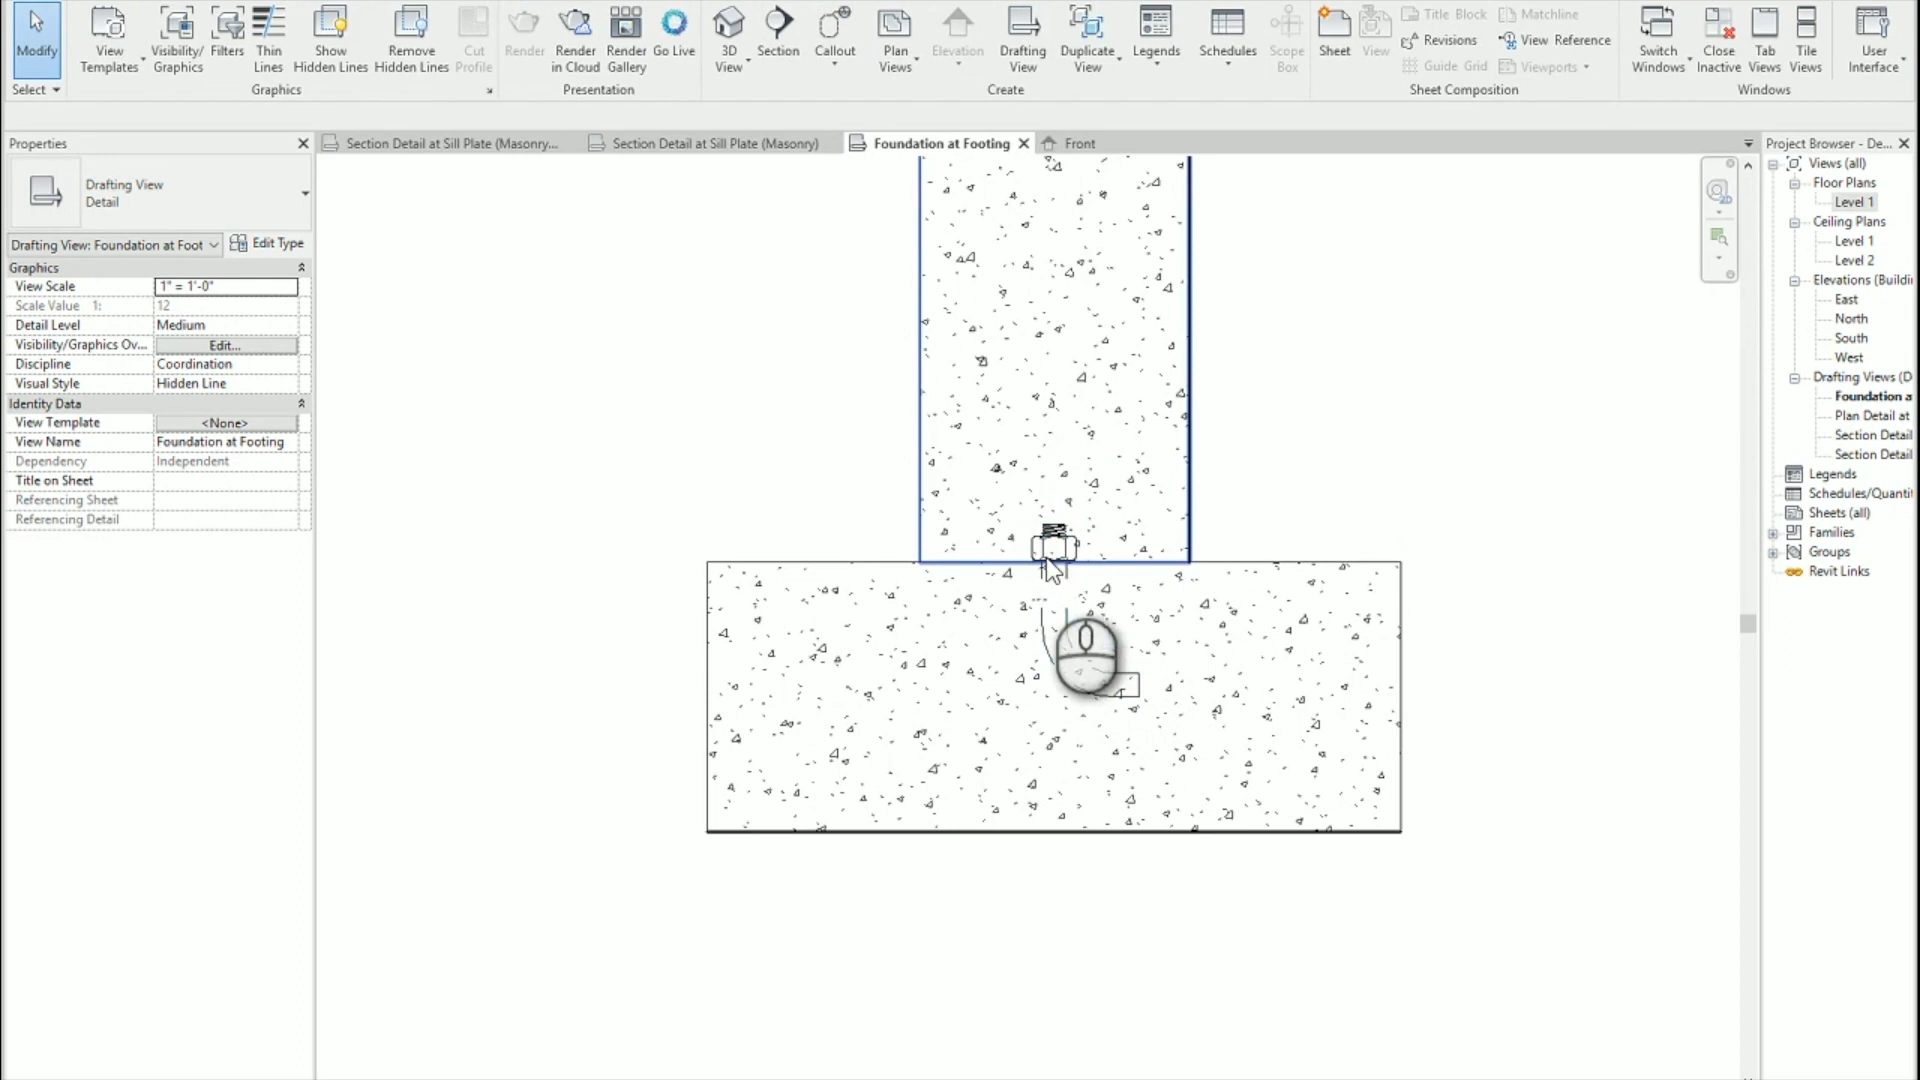 Modify
View Templates
Visibility/ Graphics
Filters
Thin Lines
Show Hidden Lines
Remove Hidden Lines
Cut Profile
Render
Render in Cloud
Render Gallery
Go Live
3D View
Section
Callout
Plan Views
Elevation
Drafting View
Duplicate View
Legends
Schedules
Scope Box
Sheet
View
Title Block
Revisions
Guide Grid
Matchline
View Reference
Viewports
Switch Windows
Close Inactive
Tab Views
Tile Views
User Interface
Select
Graphics
Presentation
Create
Sheet Composition
Windows
Properties
Section Detail at Sill Plate (Masonry...
Section Detail at Sill Plate (Masonry)
Foundation at Footing
Front
Project Browser - De...
Drafting View
Detail
Drafting View: Foundation at Foot
Edit Type
Graphics
View Scale 1" = 1'-0"
Scale Value 1: 12
Detail Level Medium
Visibility/Graphics Ov... Edit...
Discipline Coordination
Visual Style Hidden Line
Identity Data
View Template <None>
View Name Foundation at Footing
Dependency Independent
Title on Sheet
Referencing Sheet
Referencing Detail
Views (all)
Floor Plans
Level 1
Ceiling Plans
Level 1
Level 2
Elevations (Buildi
East
North
South
West
Drafting Views (D
Foundation a
Plan Detail at
Section Detail
Section Detail
Legends
Schedules/Quantit
Sheets (all)
Families
Groups
Revit Links